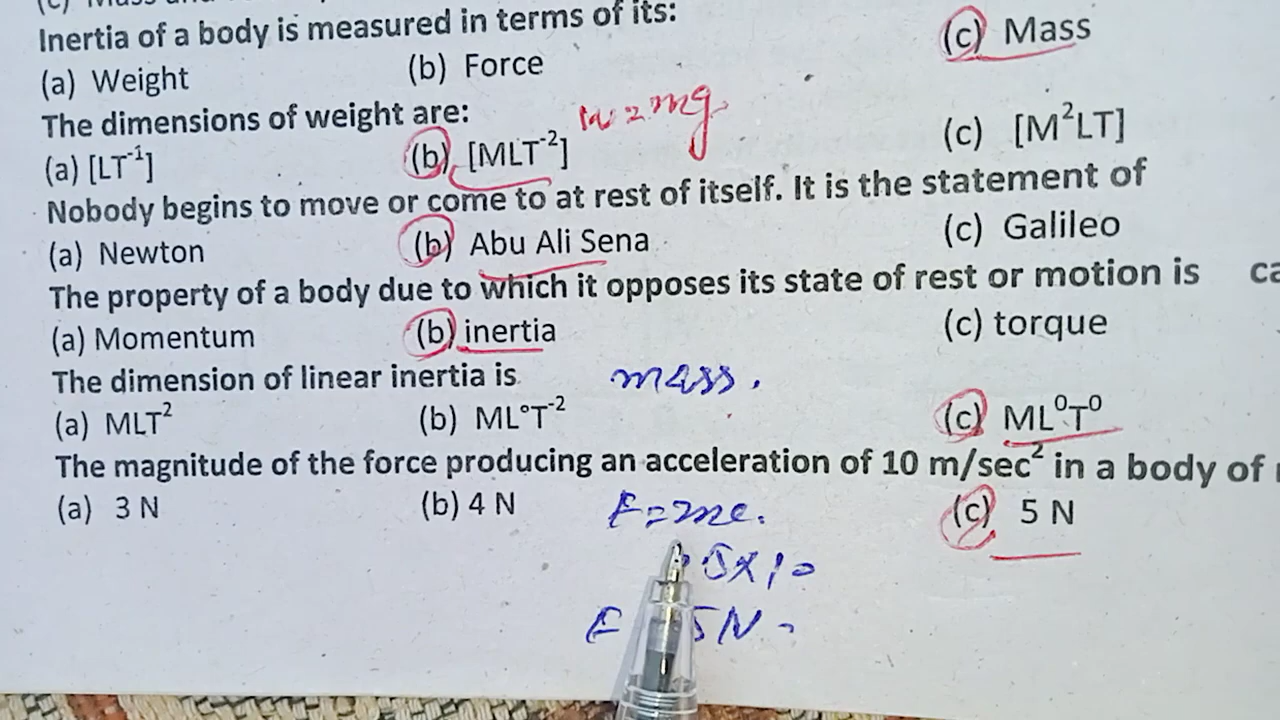 Inertia of a body is measured in terms of its:
(a) Weight (b) Force (c) Mass
The dimensions of weight are: w=mg
(a) [LT⁻¹] (b) [MLT⁻²] (c) [M²LT]
Nobody begins to move or come to at rest of itself. It is the statement of
(a) Newton (b) Abu Ali Sena (c) Galileo
The property of a body due to which it opposes its state of rest or motion is ca
(a) Momentum (b) inertia (c) torque
The dimension of linear inertia is mass.
(a) MLT² (b) ML°T⁻² (c) ML⁰T⁰
The magnitude of the force producing an acceleration of 10 m/sec² in a body of
(a) 3 N (b) 4 N (c) 5 N
5×10
F 5N